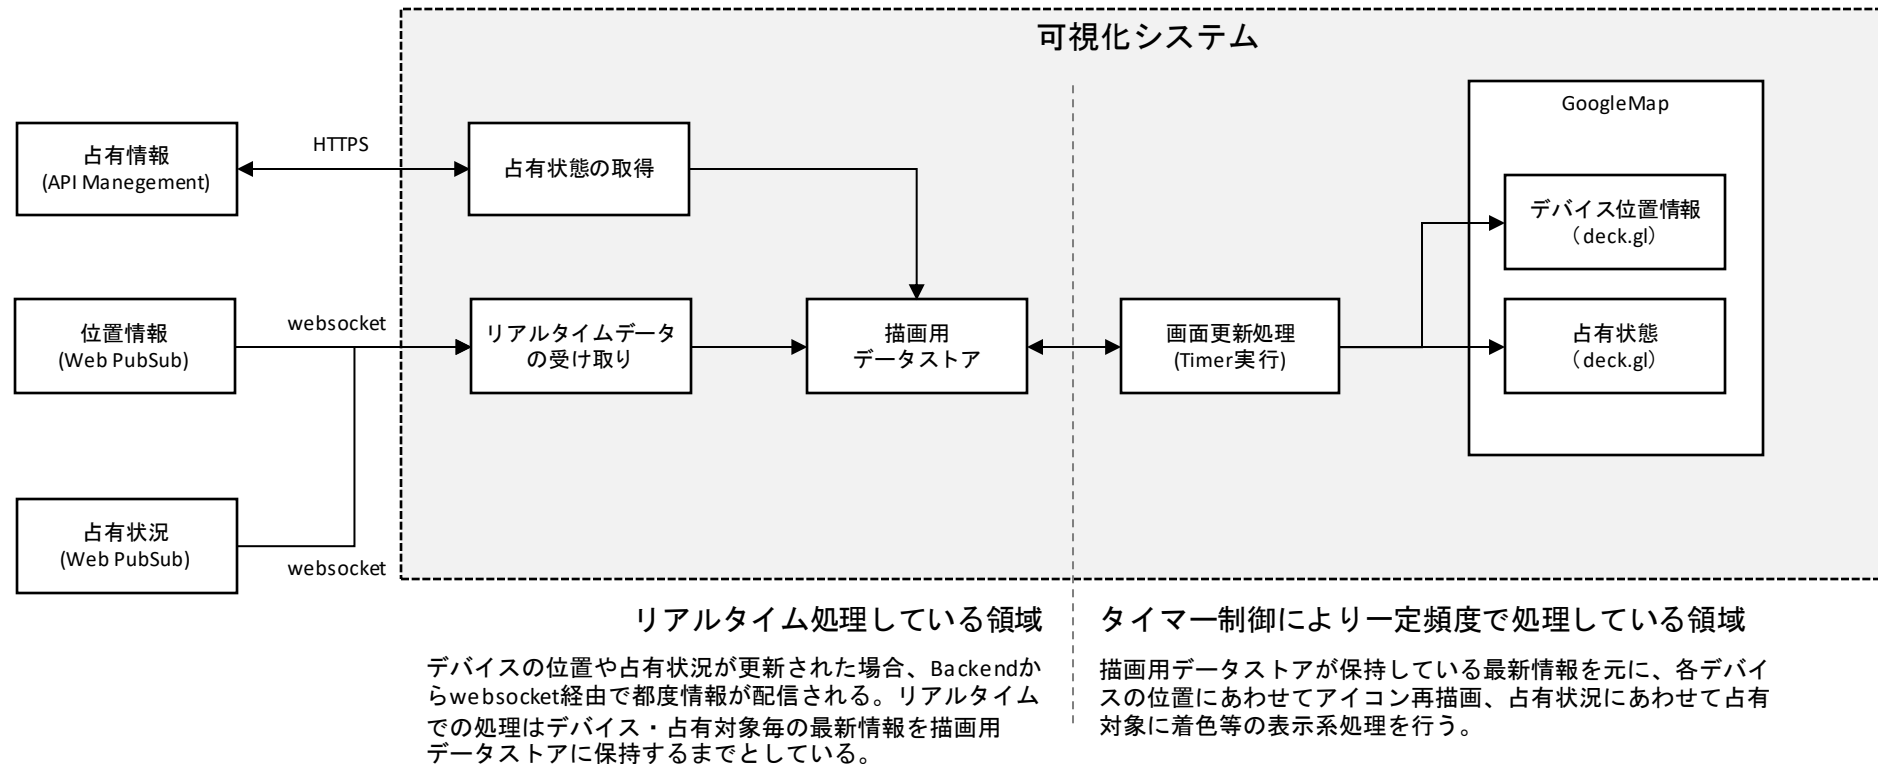 可視化システム
GoogleMap
占有情報
(API Manegement)
HTTPS
占有状態の取得
デバイス位置情報
（deck.gl）
位置情報
(Web PubSub)
websocket
リアルタイムデータ
の受け取り
描画用
データストア
画面更新処理
(Timer実行)
占有状態
（deck.gl）
占有状況
(Web PubSub)
websocket
リアルタイム処理している領域
デバイスの位置や占有状況が更新された場合、Backendか
らwebsocket経由で都度情報が配信される。リアルタイム
での処理はデバイス・占有対象毎の最新情報を描画用
データストアに保持するまでとしている。
タイマー制御により一定頻度で処理している領域
描画用データストアが保持している最新情報を元に、各デバイ
スの位置にあわせてアイコン再描画、占有状況にあわせて占有
対象に着色等の表示系処理を行う。